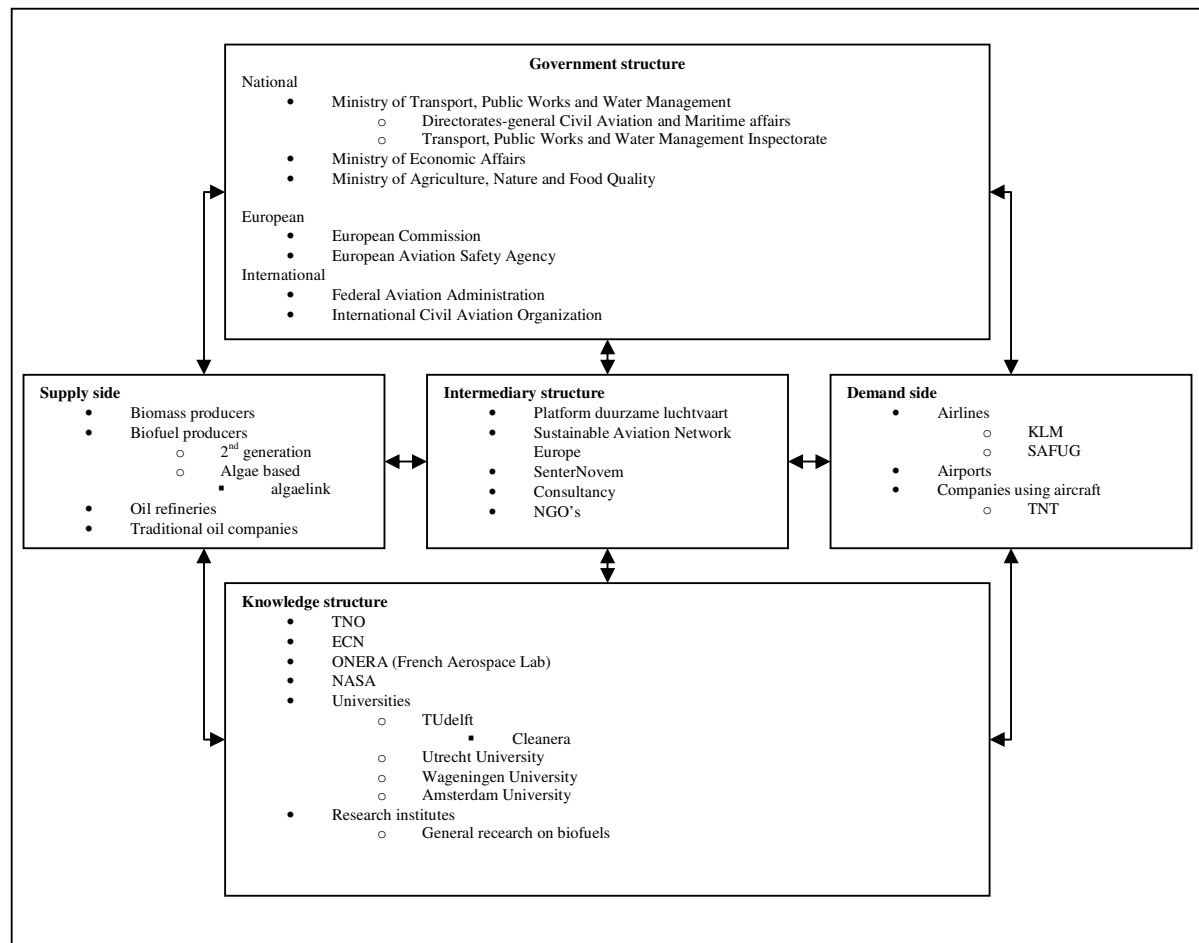 Government structure
National
• Ministry of Transport, Public Works and Water Management
o Directorates-general Civil Aviation and Maritime affairs
o Transport, Public Works and Water Management Inspectorate
• Ministry of Economic Affairs
• Ministry of Agriculture, Nature and Food Quality
European
• European Commission
• European Aviation Safety Agency
International
• Federal Aviation Administration
• International Civil Aviation Organization
Supply side
• Biomass producers
• Biofuel producers
o 2nd generation
o Algae based
▪ algaelink
• Oil refineries
• Traditional oil companies
Intermediary structure
• Platform duurzame luchtvaart
• Sustainable Aviation Network
Europe
• SenterNovem
• Consultancy
• NGO's
Demand side
• Airlines
o KLM
o SAFUG
• Airports
• Companies using aircraft
o TNT
Knowledge structure
• TNO
• ECN
• ONERA (French Aerospace Lab)
• NASA
• Universities
o TUdelft
▪ Cleanera
o Utrecht University
o Wageningen University
o Amsterdam University
• Research institutes
o General recearch on biofuels